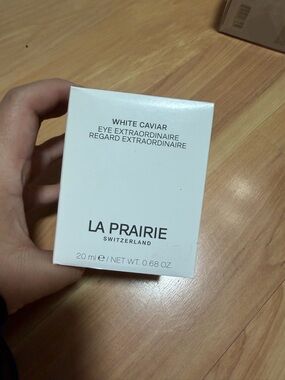 WHITE CAVIAR
EYE EXTRAORDINAIRE
REGARD EXTRAORDINAIRE
LA PRAIRIE
SWITZERLAND
20 ml ℮ / NET WT. 0.68 OZ.